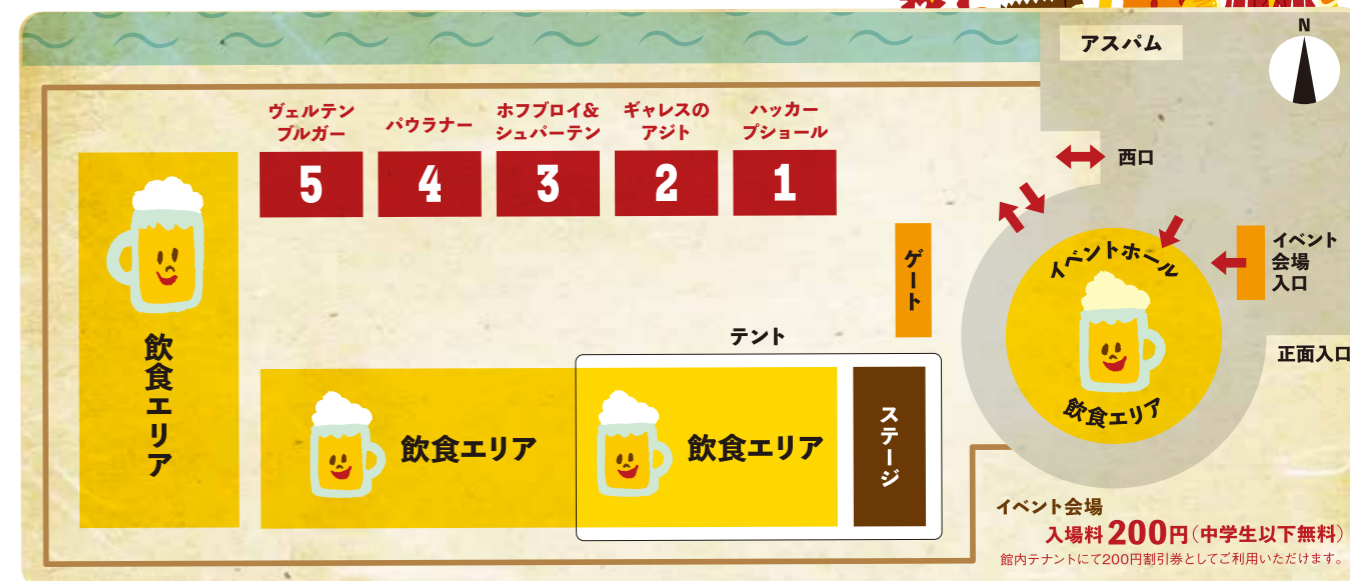 アスパム
N
ヴェルテン
ブルガー
パウラナー
ホフブロイ&
シュパーテン
ギャレスの
アジト
ハッカー
プショール
5
4
3
2
1
西口
イベント
会場
入口
ゲート
イベントホール
飲食エリア
正面入口
テント
飲食エリア
飲食エリア
飲食エリア
ステージ
イベント会場
入場料200円(中学生以下無料)
館内テナントにて200円割引券としてご利用いただけます。